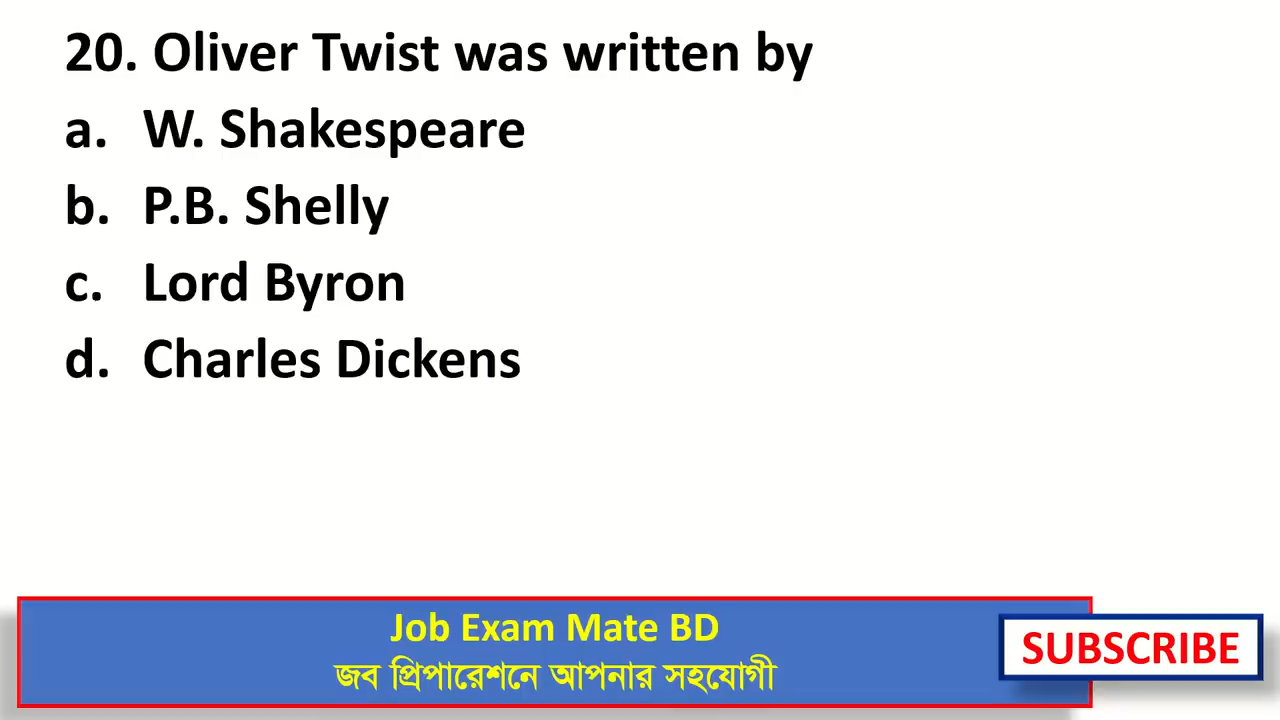 20. Oliver Twist was written by
a. W. Shakespeare
b. P.B. Shelly
c. Lord Byron
d. Charles Dickens
Job Exam Mate BD
জব প্রিপারেশনে আপনার সহযোগী
SUBSCRIBE